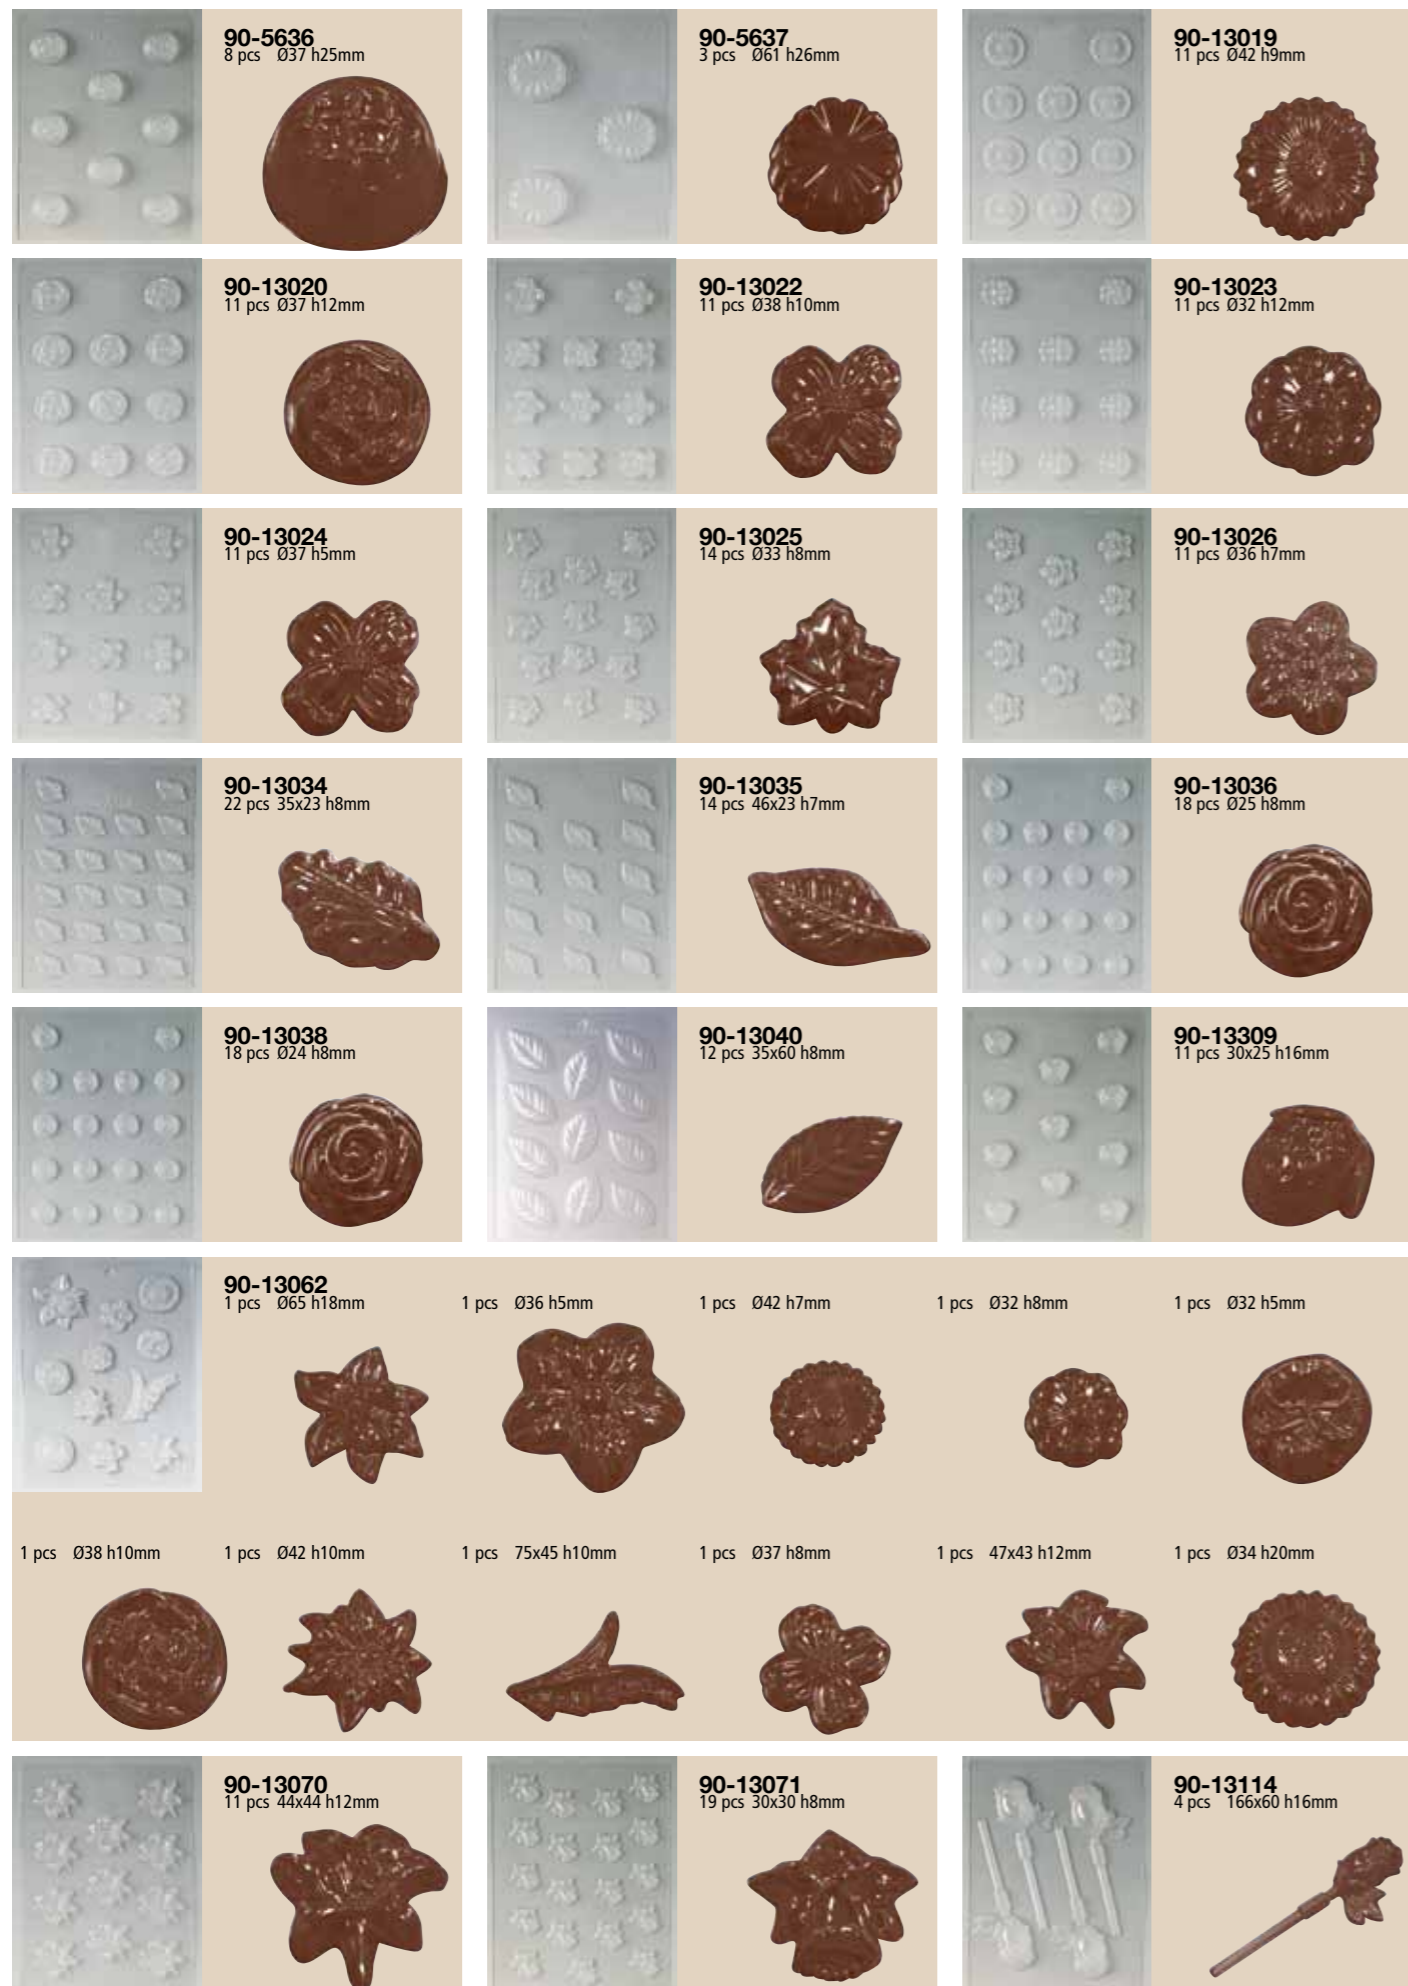 90-5636
8 pcs Ø37 h25mm
90-5637
3 pcs Ø61 h26mm
90-13019
11 pcs Ø42 h9mm
90-13020
11 pcs Ø37 h12mm
90-13022
11 pcs Ø38 h10mm
90-13023
11 pcs Ø32 h12mm
90-13024
11 pcs Ø37 h5mm
90-13025
14 pcs Ø33 h8mm
90-13026
11 pcs Ø36 h7mm
90-13034
22 pcs 35x23 h8mm
90-13035
14 pcs 46x23 h7mm
90-13036
18 pcs Ø25 h8mm
90-13038
18 pcs Ø24 h8mm
90-13040
12 pcs 35x60 h8mm
90-13309
11 pcs 30x25 h16mm
90-13062
1 pcs Ø65 h18mm
1 pcs Ø36 h5mm
1 pcs Ø42 h7mm
1 pcs Ø32 h8mm
1 pcs Ø32 h5mm
1 pcs Ø38 h10mm
1 pcs Ø42 h10mm
1 pcs 75x45 h10mm
1 pcs Ø37 h8mm
1 pcs 47x43 h12mm
1 pcs Ø34 h20mm
90-13070
11 pcs 44x44 h12mm
90-13071
19 pcs 30x30 h8mm
90-13114
4 pcs 166x60 h16mm